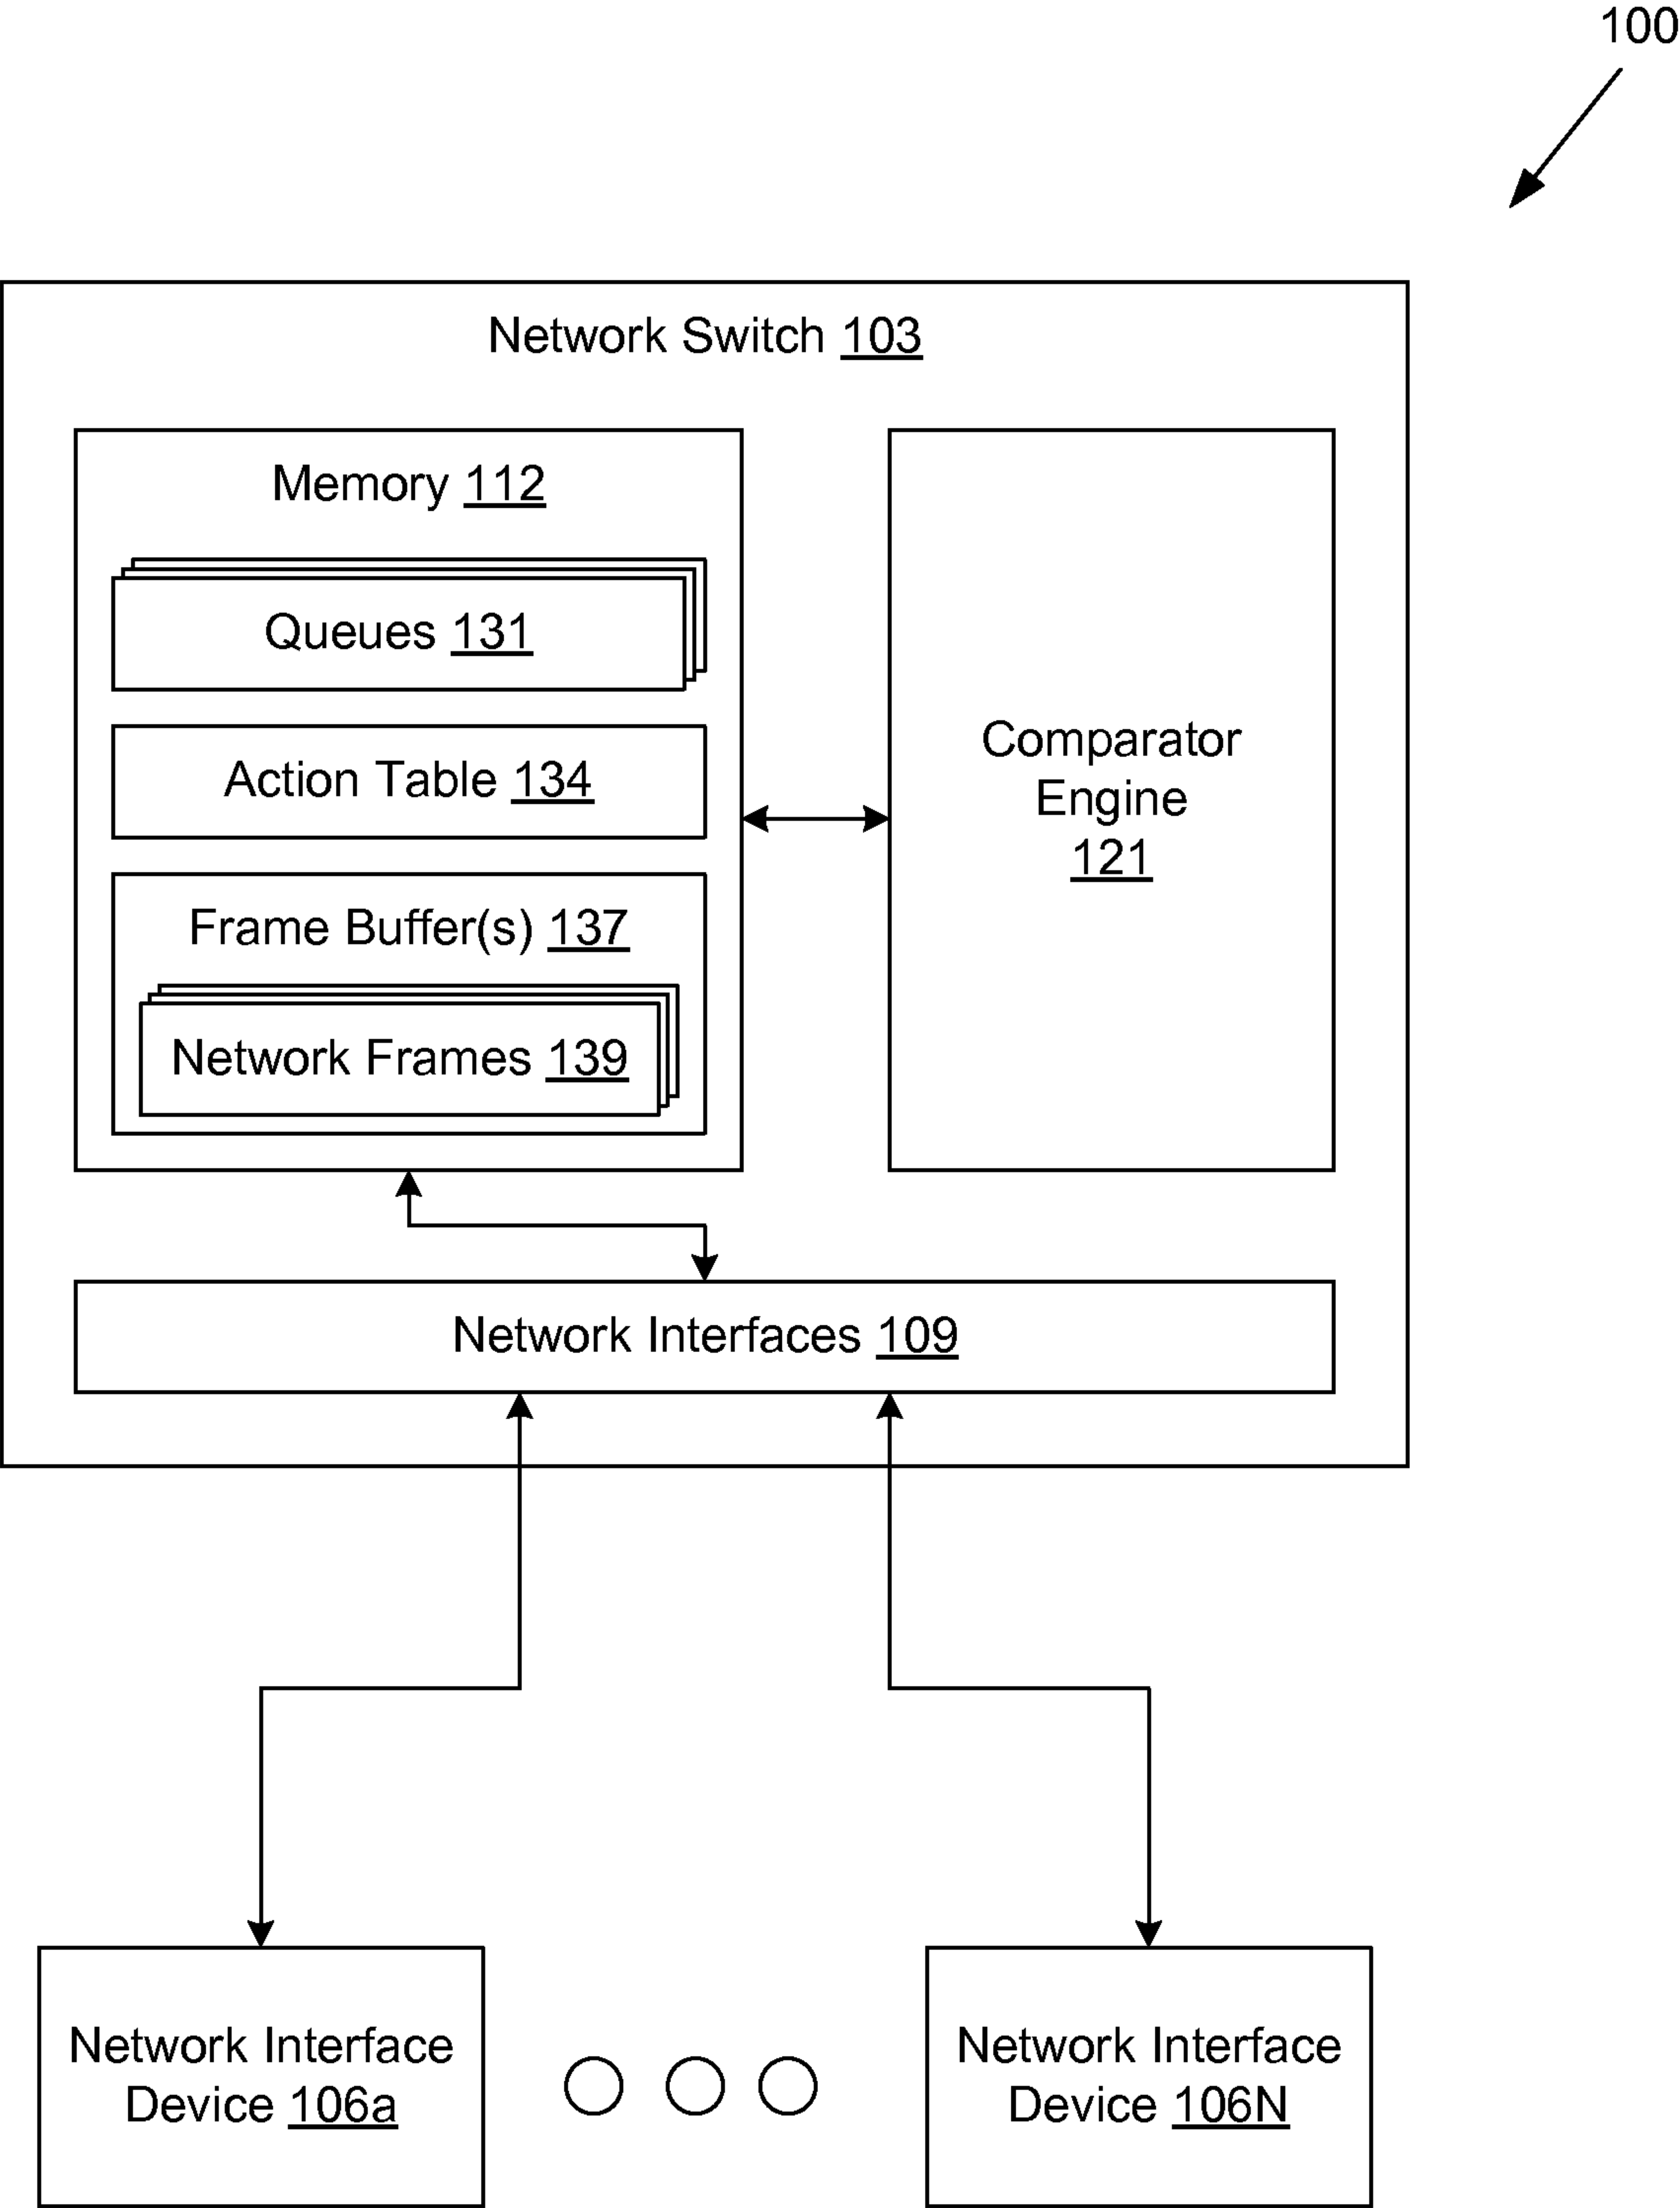 100
Network Switch 103
Memory 112
Queues 131
Action Table 134
Frame Buffer(s) 137
Network Frames 139
Comparator
Engine
121
Network Interfaces 109
Network Interface
Device 106a
Network Interface
Device 106N